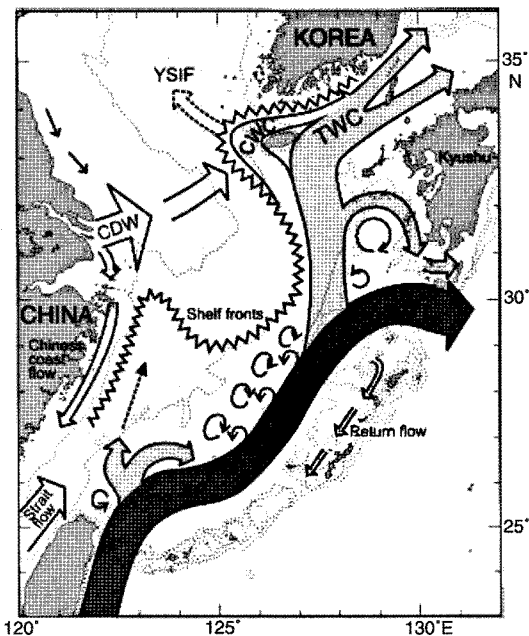 KOREA
35°
N
YSIF
CWC
TWC
Kyushu
CDW
30°
CHINA
Shelf fronts
Chinese
coast
flow
Return flow
Strait
flow
25°
120°
125°
130°E